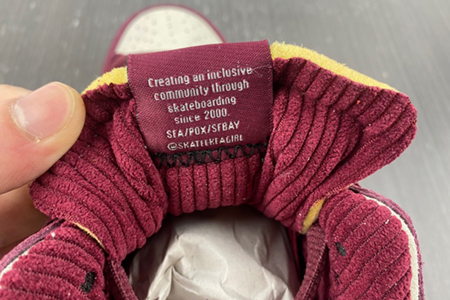 Creating an inclusive
community through
skateboarding
since 2000.
SEA/PDX/SFBAY
@SKATELIKEAGIRL